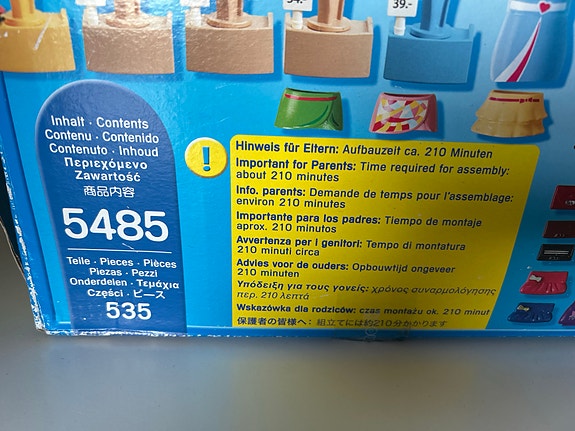 39.-
Inhalt · Contents
Contenu · Contenido
Contenuto · Inhoud
Περιεχόμενο
Zawartość
商品内容
5485
Teile · Pieces · Pièces
Piezas · Pezzi
Onderdelen · Τεμάχια
Części · ピース
535
!
Hinweis für Eltern: Aufbauzeit ca. 210 Minuten
Important for Parents: Time required for assembly:
about 210 minutes
Info. parents: Demande de temps pour l'assemblage:
environ 210 minutes
Importante para los padres: Tiempo de montaje
aprox. 210 minutos
Avvertenza per i genitori: Tempo di montatura
210 minuti circa
Advies voor de ouders: Opbouwtijd ongeveer
210 minuten
Υπόδειξη για τους γονείς: χρόνος συναρμολόγησης
περ. 210 λεπτά
Wskazówka dla rodziców: czas montażu ok. 210 minut
保護者の皆様へ: 組立てには約210分かかります